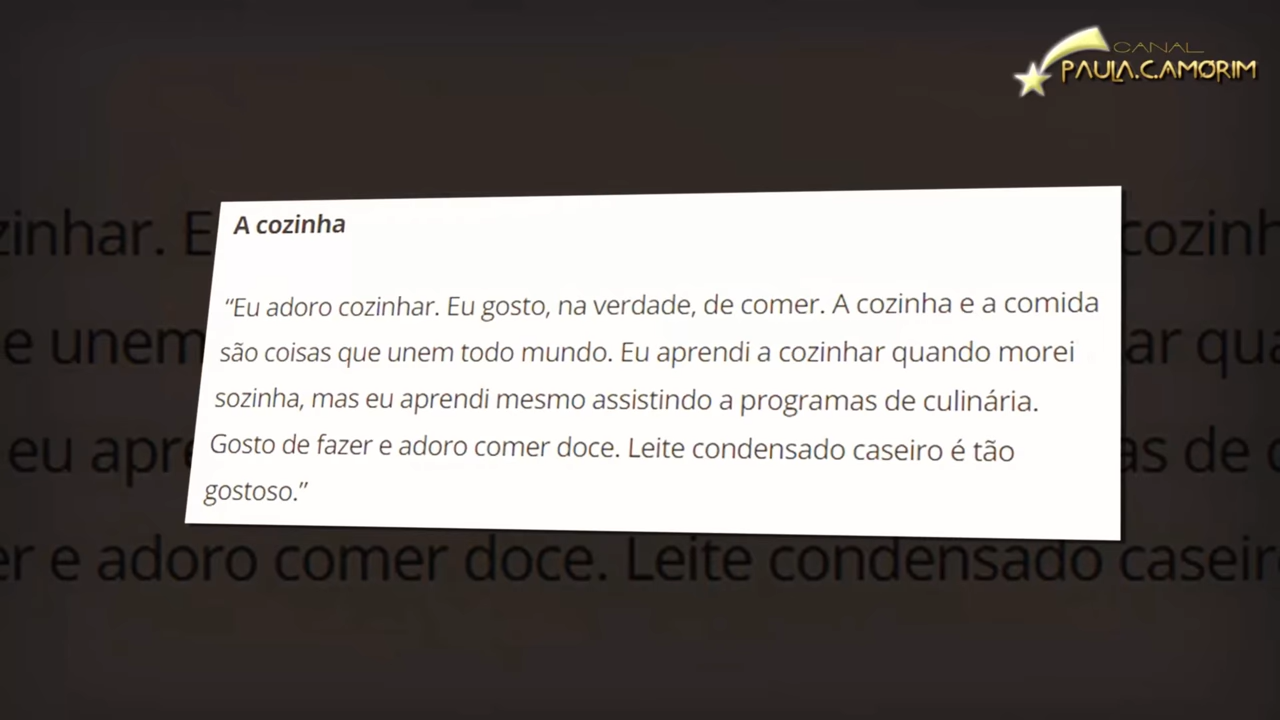 CANAL
PAULA.C.AMORIM
A cozinha
“Eu adoro cozinhar. Eu gosto, na verdade, de comer. A cozinha e a comida
são coisas que unem todo mundo. Eu aprendi a cozinhar quando morei
sozinha, mas eu aprendi mesmo assistindo a programas de culinária.
Gosto de fazer e adoro comer doce. Leite condensado caseiro é tão
gostoso.”